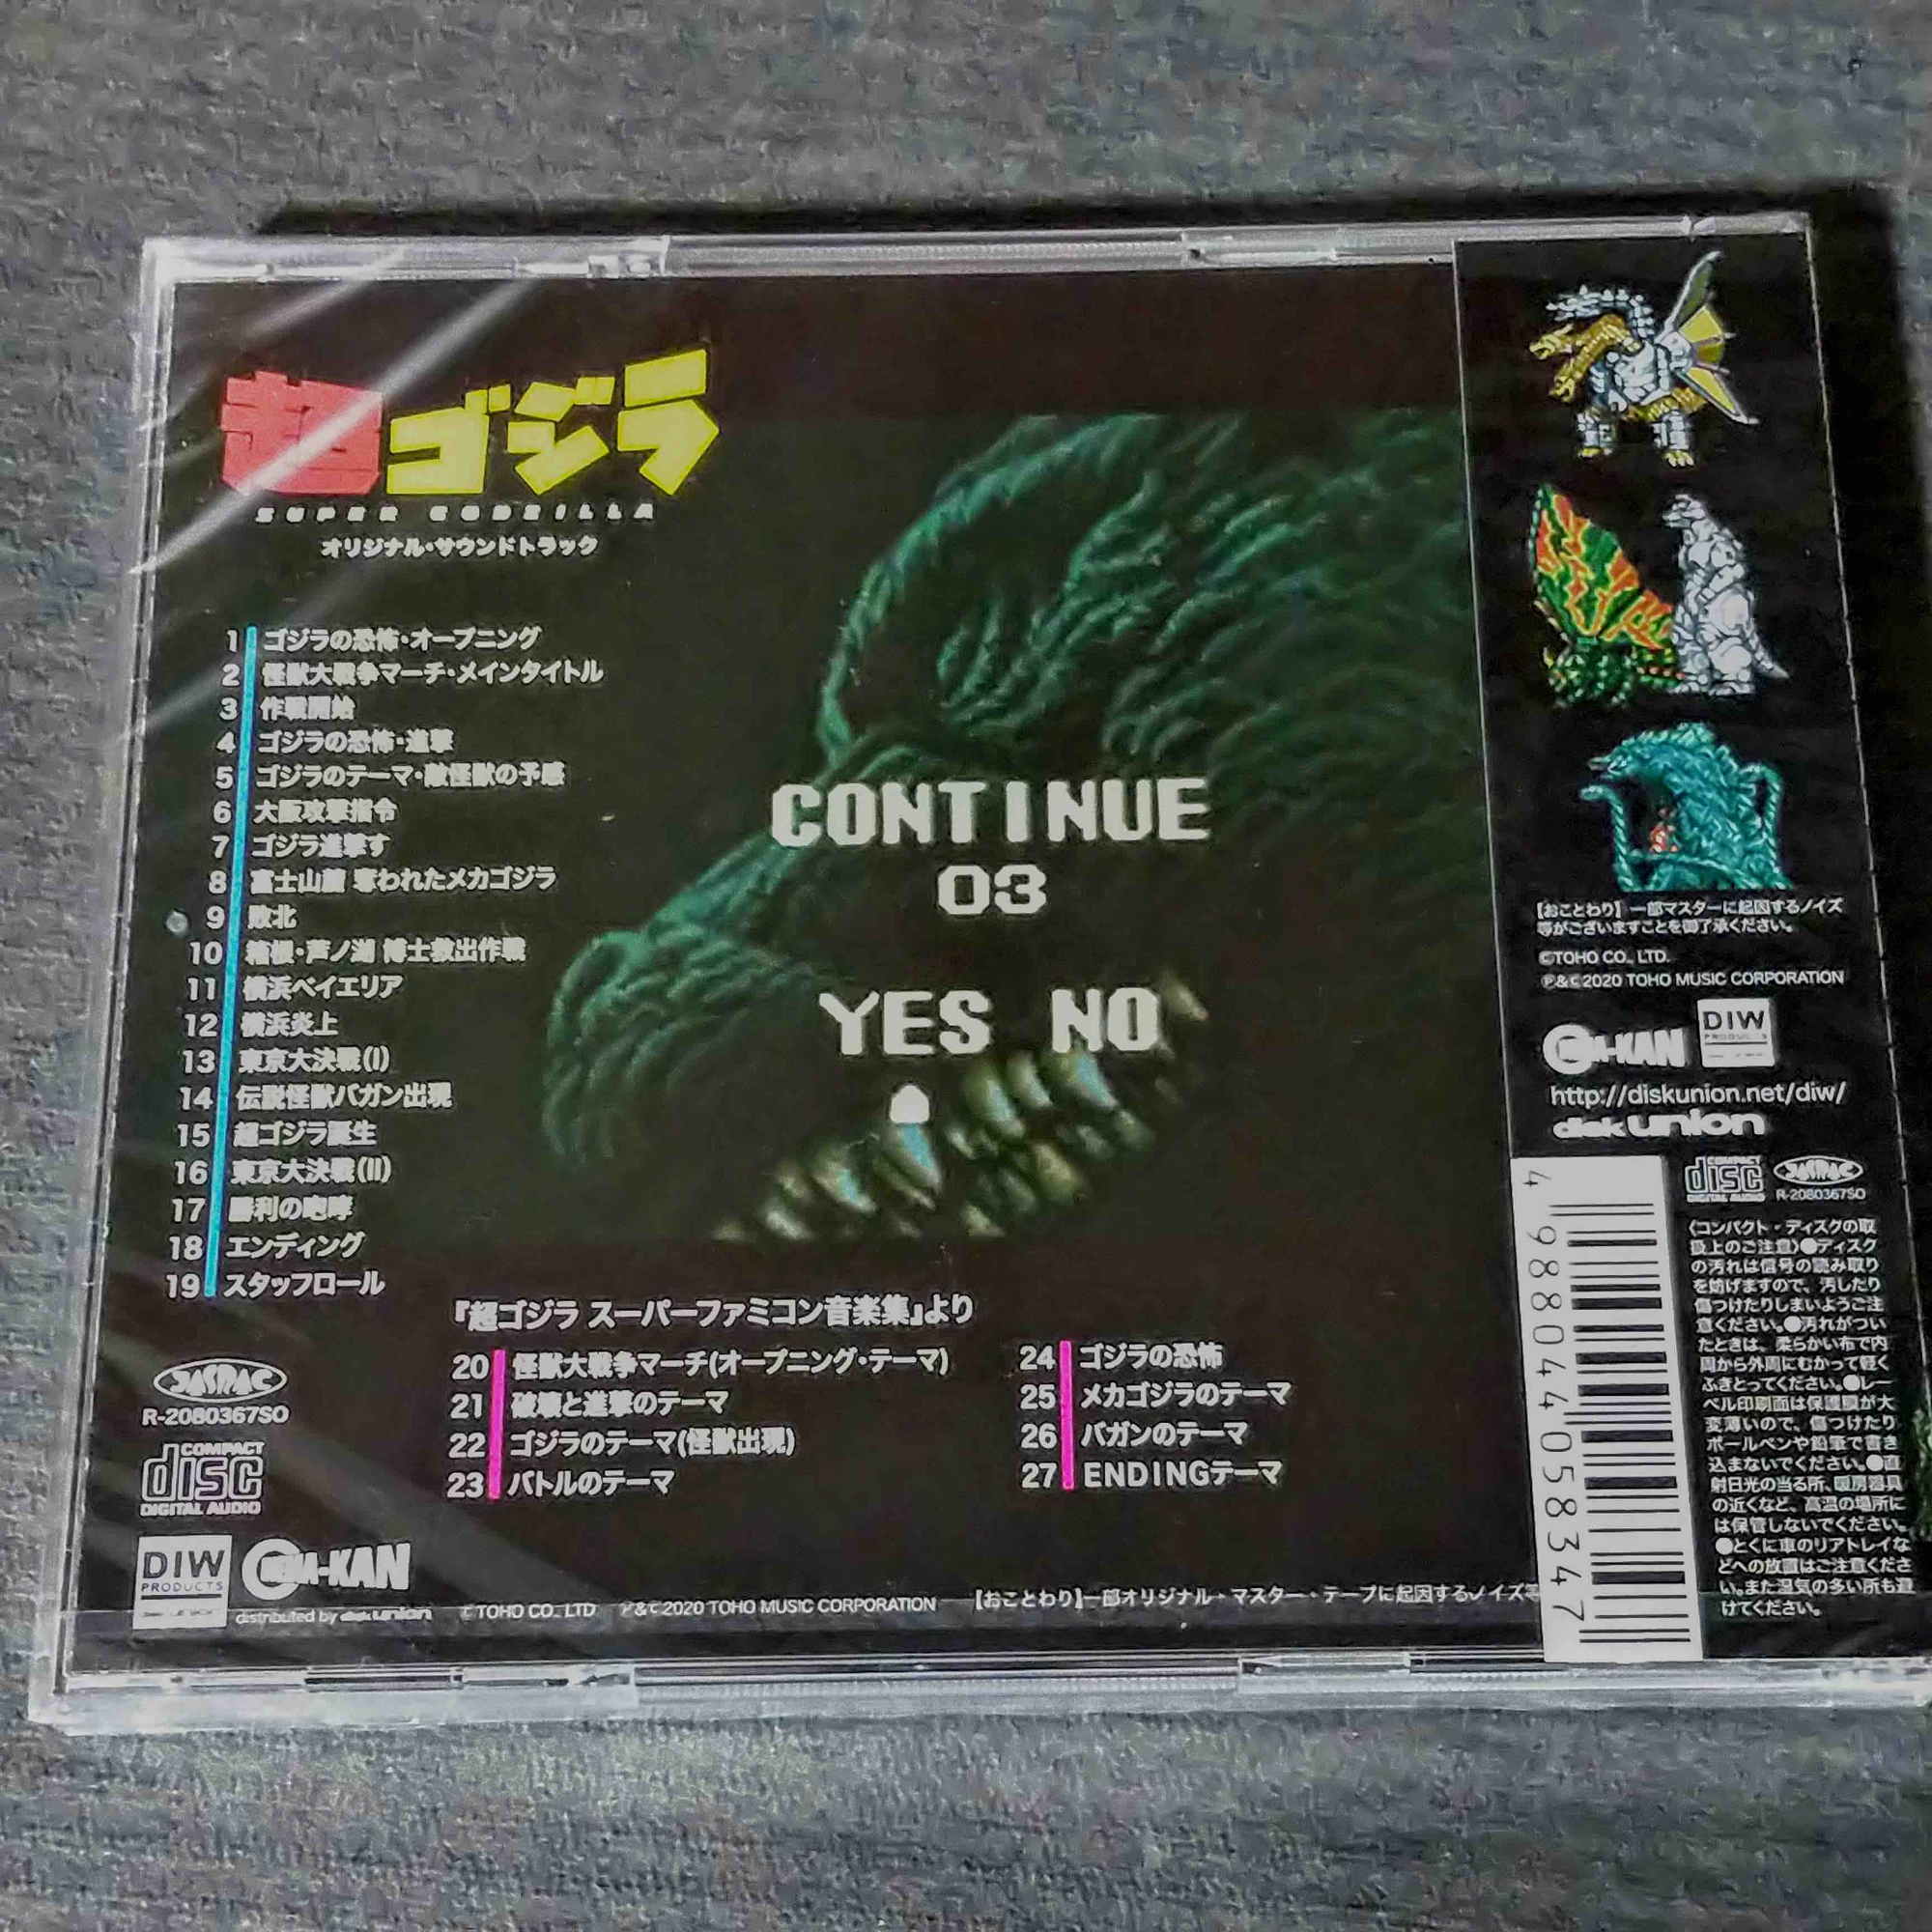 超ゴジラ
SUPER GODZILLA
オリジナル・サウンドトラック
1 ゴジラの恐怖・オープニング
2 怪獣大戦争マーチ・メインタイトル
3 作戦開始
4 ゴジラの恐怖・進撃
5 ゴジラのテーマ・敵怪獣の予感
6 大阪攻撃指令
7 ゴジラ進撃す
8 富士山麓 奪われたメカゴジラ
9 敗北
10 箱根・芦ノ湖 博士救出作戦
11 横浜ベイエリア
12 横浜炎上
13 東京大決戦(I)
14 伝説怪獣バガン出現
15 超ゴジラ誕生
16 東京大決戦(II)
17 勝利の咆哮
18 エンディング
19 スタッフロール
CONTINUE
03
YES NO
『超ゴジラ スーパーファミコン音楽集』より
20 怪獣大戦争マーチ(オープニング・テーマ)
21 破壊と進撃のテーマ
22 ゴジラのテーマ(怪獣出現)
23 バトルのテーマ
24 ゴジラの恐怖
25 メカゴジラのテーマ
26 バガンのテーマ
27 ENDINGテーマ
JASRAC
R-2080367SO
COMPACT
disc
DIGITAL AUDIO
DIW
PRODUCTS
CINEMA-KAN
distributed by diskunion
©TOHO CO., LTD
℗&©2020 TOHO MUSIC CORPORATION
【おことわり】一部オリジナル・マスター・テープに起因するノイズ等
【おことわり】一部マスターに起因するノイズ
等がございますことを御了承ください。
©TOHO CO., LTD.
℗&©2020 TOHO MUSIC CORPORATION
CINEMA-KAN
DIW
PRODUCTS
http://diskunion.net/diw/
diskunion
COMPACT
disc
DIGITAL AUDIO
JASRAC
R-2080367SO
4 988044 058347
〈コンパクト・ディスクの取
扱上のご注意〉●ディスク
の汚れは信号の読み取り
を妨げますので、汚したり
傷つけたりしまいようご注
意ください。●汚れがつい
たときは、柔らかい布で内
周から外周にむかって軽く
ふきとってください。●レー
ベル印刷面は保護膜が大
変薄いので、傷つけたり
ボールペンや鉛筆で書き
込まないでください。●直
射日光の当る所、暖房器具
の近くなど、高温の場所に
は保管しないでください。
●とくに車のリアトレイな
どへの放置はご注意くださ
い。また湿気の多い所も避
けてください。